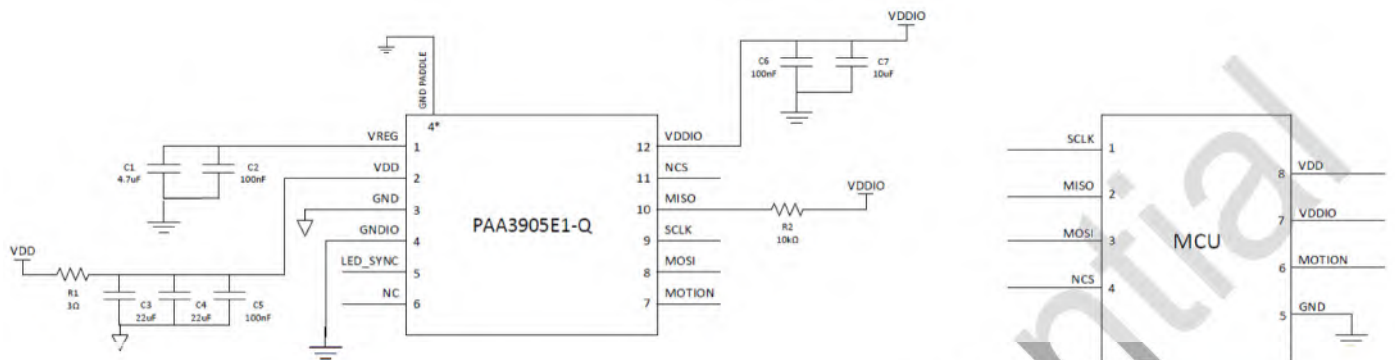 VDDIO
GND PADDLE
C6
100nF
C7
10uF
4*
VREG
1
VDD
2
GND
3
GNDIO
4
LED_SYNC
5
NC
6
PAA3905E1-Q
VDDIO
12
NCS
11
MISO
10
SCLK
9
MOSI
8
MOTION
7
C1
4.7uF
C2
100nF
VDD
R1
3Ω
C3
22uF
C4
22uF
C5
100nF
VDDIO
R2
10kΩ
SCLK
1
MISO
2
MOSI
3
NCS
4
MCU
8
VDD
7
VDDIO
6
MOTION
5
GND
ntial